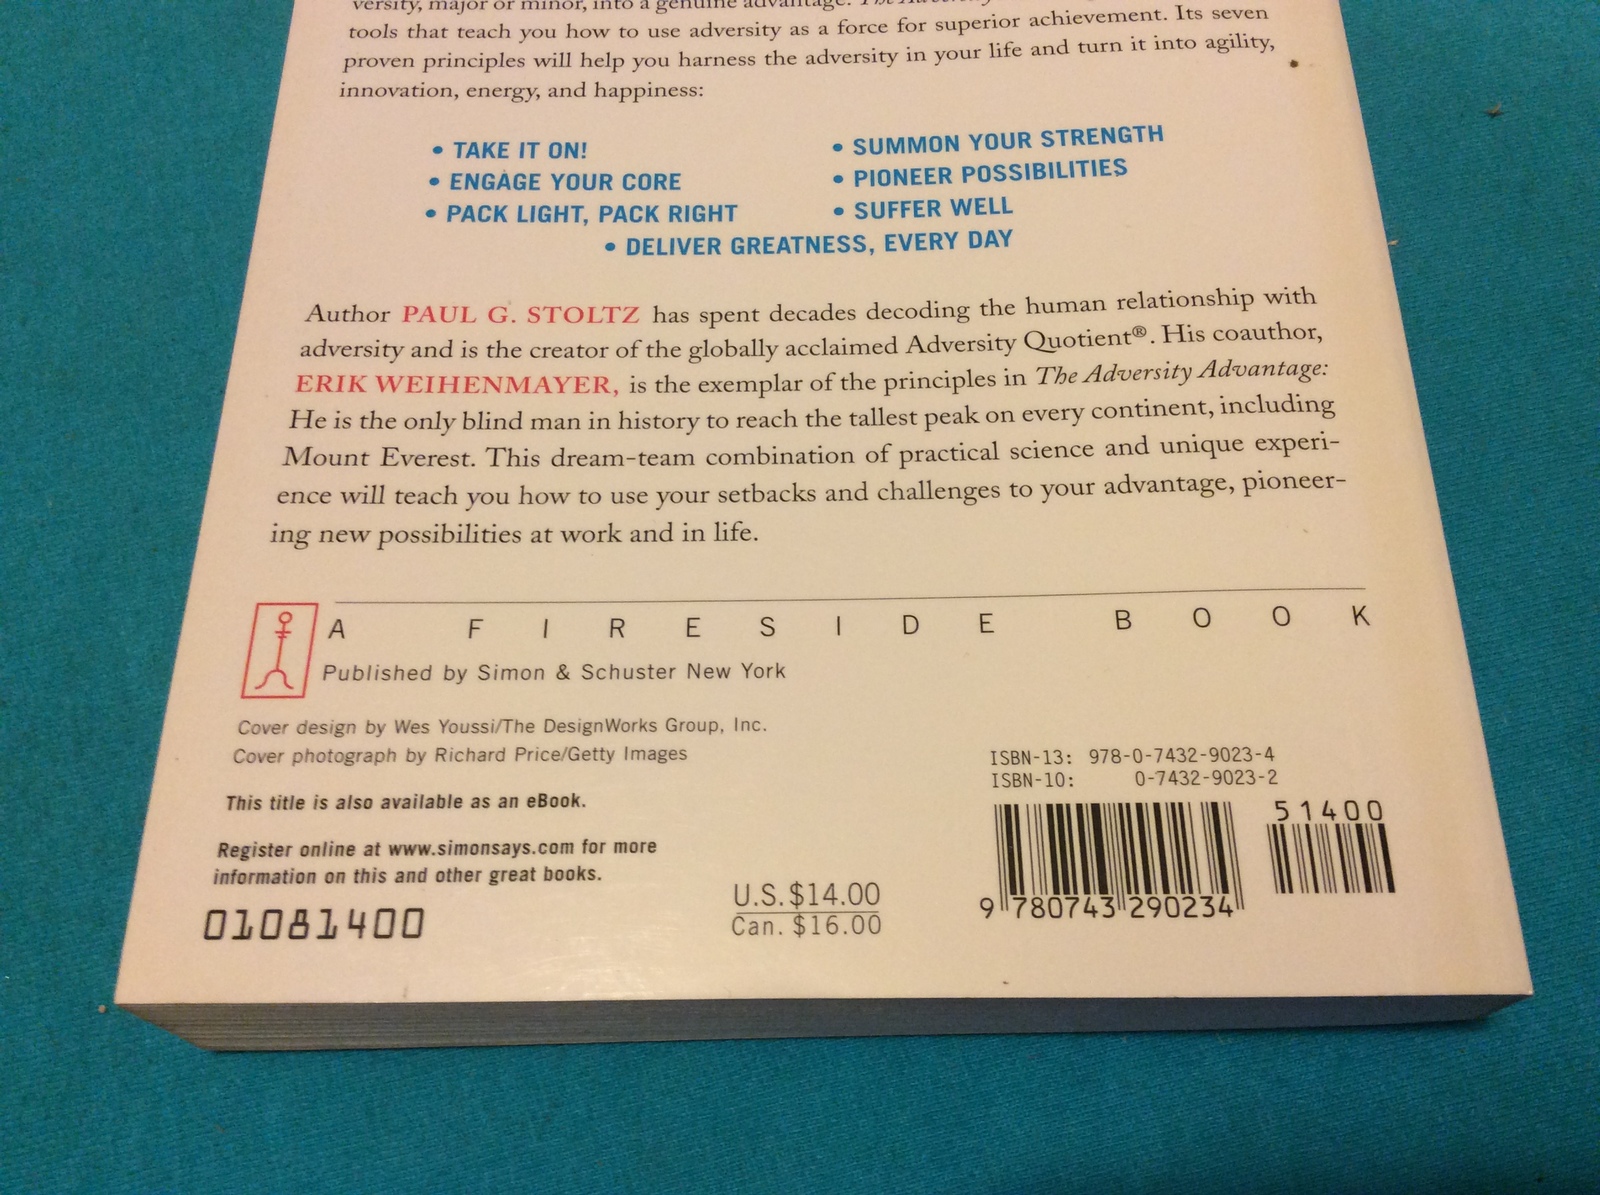 versity, major or minor, into a genuine advantage. The
tools that teach you how to use adversity as a force for superior achievement. Its seven
proven principles will help you harness the adversity in your life and turn it into agility,
innovation, energy, and happiness:
• TAKE IT ON!
• ENGAGE YOUR CORE
• PACK LIGHT, PACK RIGHT
• SUMMON YOUR STRENGTH
• PIONEER POSSIBILITIES
• SUFFER WELL
• DELIVER GREATNESS, EVERY DAY
Author PAUL G. STOLTZ has spent decades decoding the human relationship with
adversity and is the creator of the globally acclaimed Adversity Quotient®. His coauthor,
ERIK WEIHENMAYER, is the exemplar of the principles in The Adversity Advantage:
He is the only blind man in history to reach the tallest peak on every continent, including
Mount Everest. This dream-team combination of practical science and unique experi-
ence will teach you how to use your setbacks and challenges to your advantage, pioneer-
ing new possibilities at work and in life.
A FIRESIDE BOOK
Published by Simon & Schuster New York
Cover design by Wes Youssi/The DesignWorks Group, Inc.
Cover photograph by Richard Price/Getty Images
This title is also available as an eBook.
Register online at www.simonsays.com for more
information on this and other great books.
01081400
U.S.$14.00
Can. $16.00
ISBN-13: 978-0-7432-9023-4
ISBN-10: 0-7432-9023-2
51400
9 780743 290234